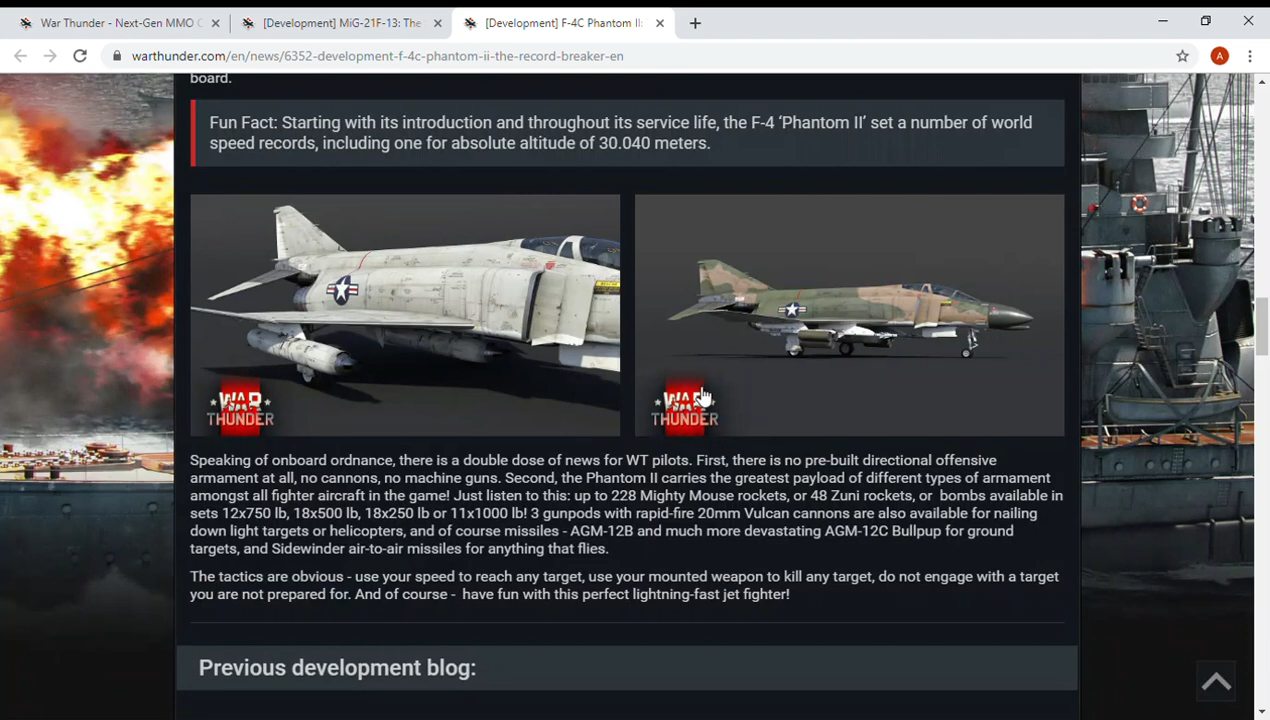 War Thunder - Next-Gen MMO C
[Development] MiG-21F-13: The
[Development] F-4C Phantom II:
warthunder.com/en/news/6352-development-f-4c-phantom-ii-the-record-breaker-en
A
board.
Fun Fact: Starting with its introduction and throughout its service life, the F-4 ‘Phantom II’ set a number of world
speed records, including one for absolute altitude of 30.040 meters.
WAR
THUNDER
WAR
THUNDER
Speaking of onboard ordnance, there is a double dose of news for WT pilots. First, there is no pre-built directional offensive
armament at all, no cannons, no machine guns. Second, the Phantom II carries the greatest payload of different types of armament
amongst all fighter aircraft in the game! Just listen to this: up to 228 Mighty Mouse rockets, or 48 Zuni rockets, or bombs available in
sets 12x750 lb, 18x500 lb, 18x250 lb or 11x1000 lb! 3 gunpods with rapid-fire 20mm Vulcan cannons are also available for nailing
down light targets or helicopters, and of course missiles - AGM-12B and much more devastating AGM-12C Bullpup for ground
targets, and Sidewinder air-to-air missiles for anything that flies.
The tactics are obvious - use your speed to reach any target, use your mounted weapon to kill any target, do not engage with a target
you are not prepared for. And of course - have fun with this perfect lightning-fast jet fighter!
Previous development blog: